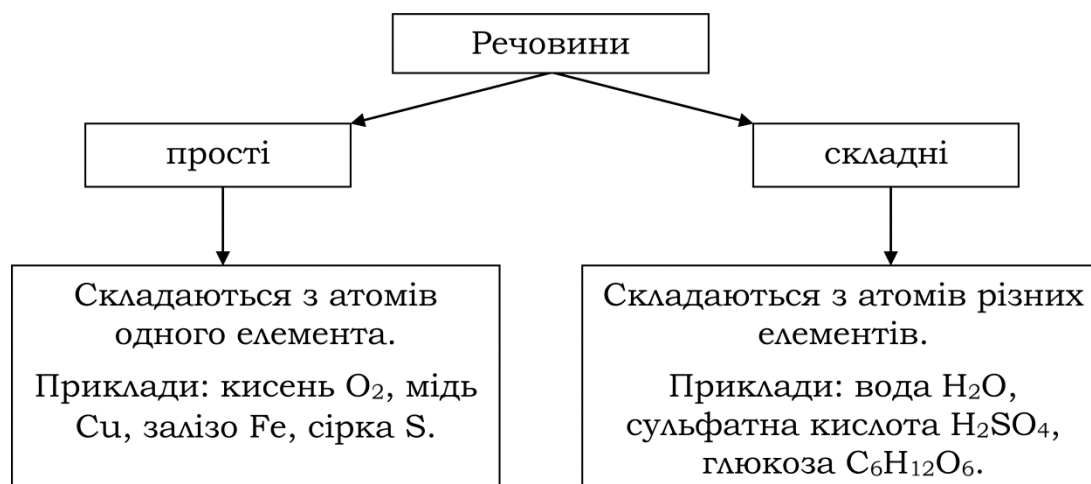 Речовини
прості
складні
Складаються з атомів
одного елемента.
Приклади: кисень O₂, мідь
Cu, залізо Fe, сірка S.
Складаються з атомів різних
елементів.
Приклади: вода H₂O,
сульфатна кислота H₂SO₄,
глюкоза C₆H₁₂O₆.